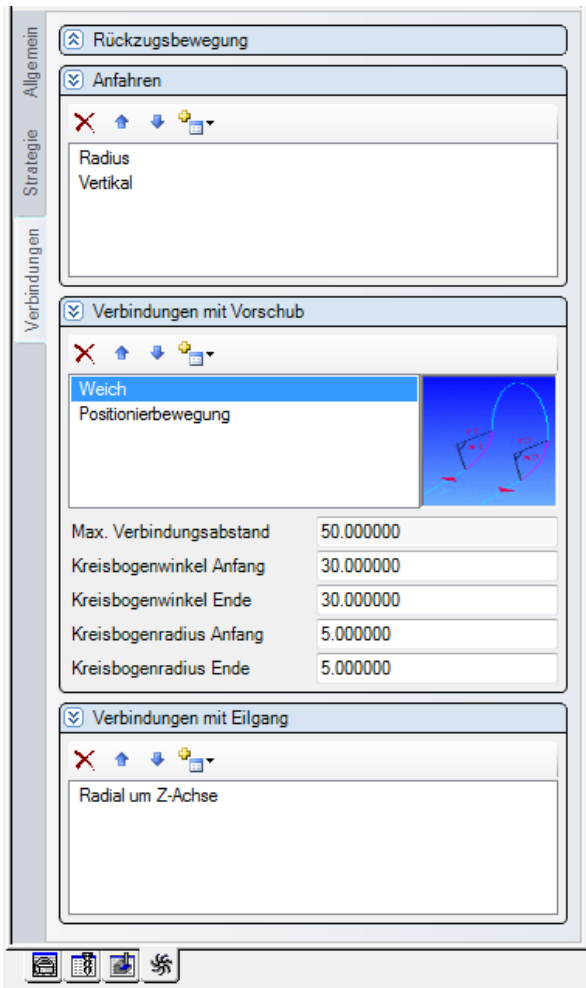 Allgemein
Strategie
Verbindungen
Rückzugsbewegung
Anfahren
Radius
Vertikal
Verbindungen mit Vorschub
Weich
Positionierbewegung
Max. Verbindungsabstand 50.000000
Kreisbogenwinkel Anfang 30.000000
Kreisbogenwinkel Ende 30.000000
Kreisbogenradius Anfang 5.000000
Kreisbogenradius Ende 5.000000
Verbindungen mit Eilgang
Radial um Z-Achse